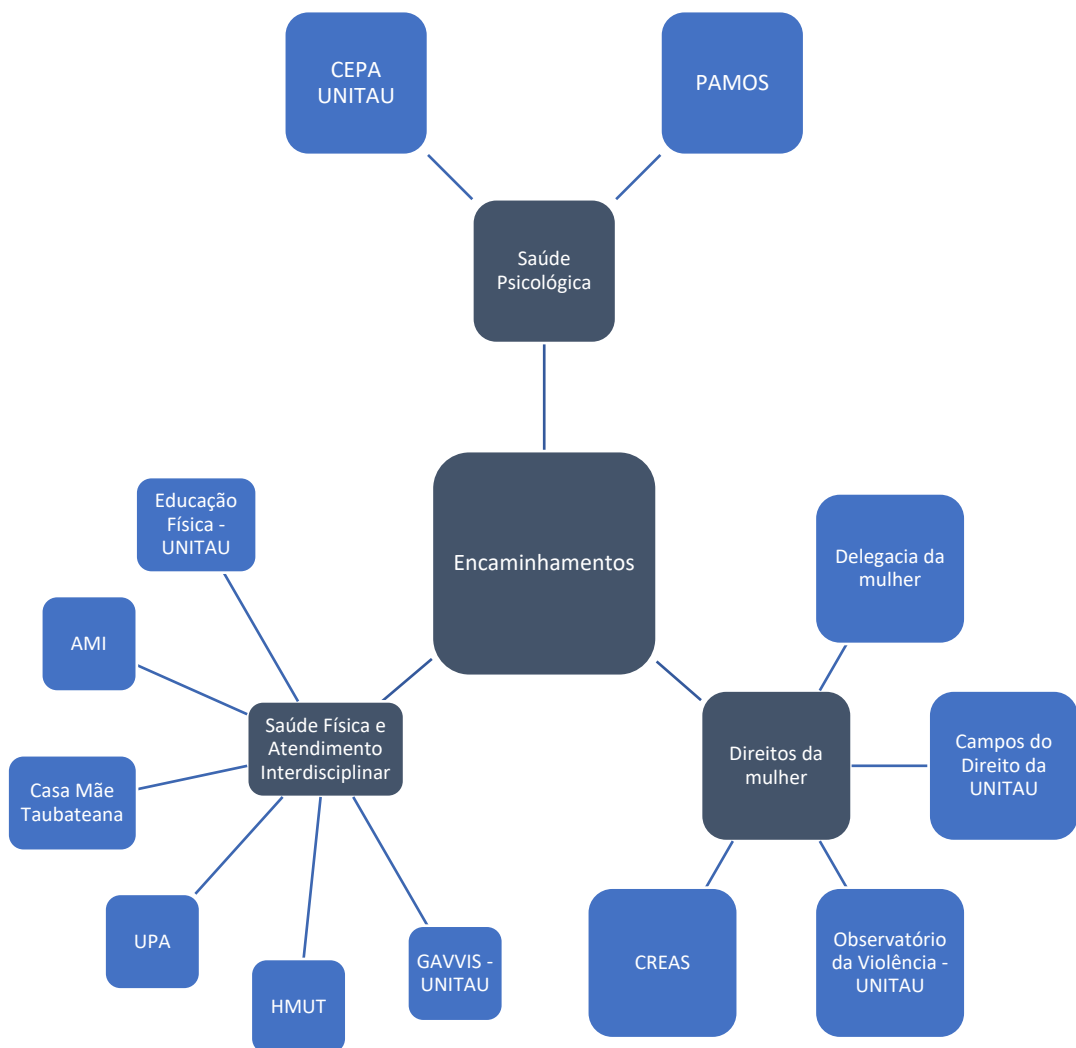 CEPA
UNITAU
PAMOS
Saúde
Psicológica
Encaminhamentos
Educação
Física -
UNITAU
AMI
Casa Mãe
Taubateana
UPA
HMUT
GAVVIS -
UNITAU
Saúde Física e
Atendimento
Interdisciplinar
Delegacia da
mulher
Direitos da
mulher
Campos do
Direito da
UNITAU
CREAS
Observatório
da Violência -
UNITAU